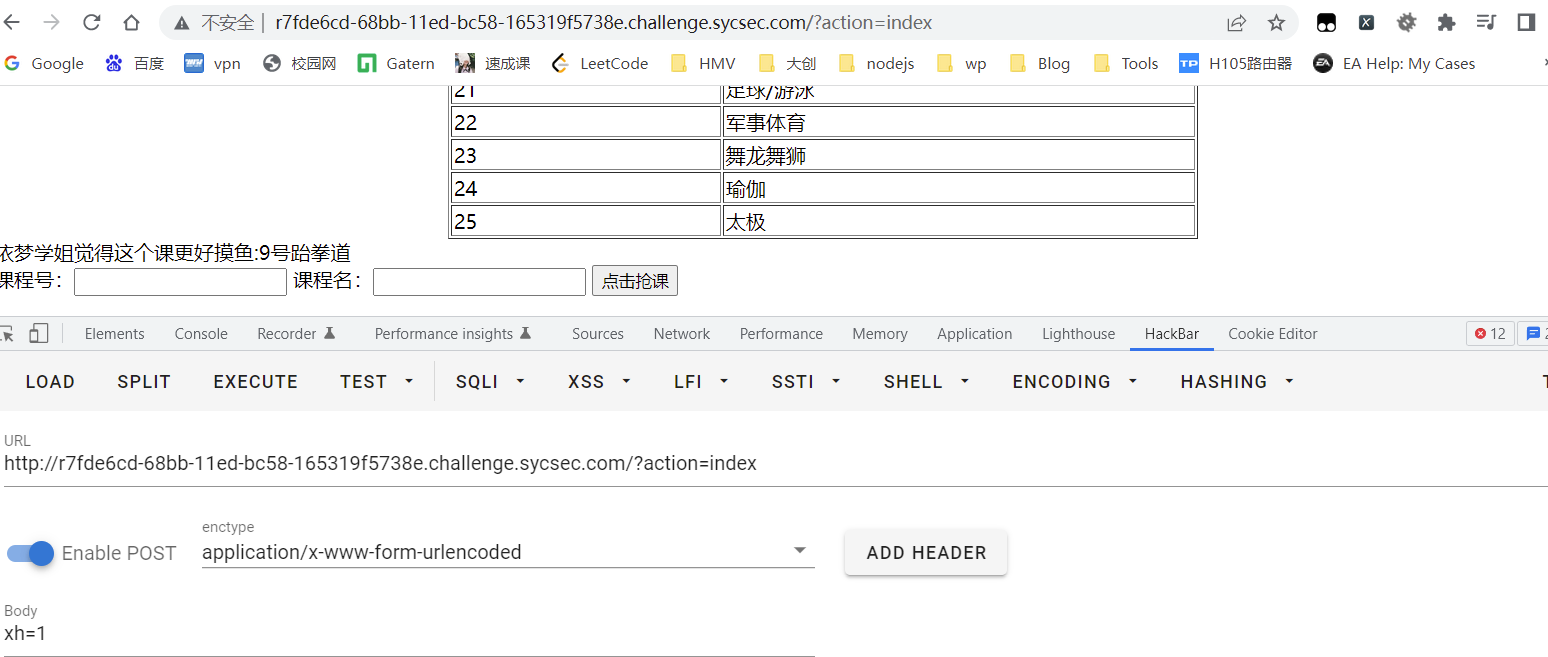 不安全 | r7fde6cd-68bb-11ed-bc58-165319f5738e.challenge.sycsec.com/?action=index
Google 百度 vpn 校园网 Gatern 速成课 LeetCode HMV 大创 nodejs wp Blog Tools H105路由器 EA Help: My Cases
21 足球/游泳
22 军事体育
23 舞龙舞狮
24 瑜伽
25 太极
依梦学姐觉得这个课更好摸鱼:9号跆拳道
课程号： 课程名： 点击抢课
Elements Console Recorder Performance insights Sources Network Performance Memory Application Lighthouse HackBar Cookie Editor 12 2
LOAD SPLIT EXECUTE TEST SQLI XSS LFI SSTI SHELL ENCODING HASHING T
URL
http://r7fde6cd-68bb-11ed-bc58-165319f5738e.challenge.sycsec.com/?action=index
enctype
Enable POST application/x-www-form-urlencoded ADD HEADER
Body
xh=1